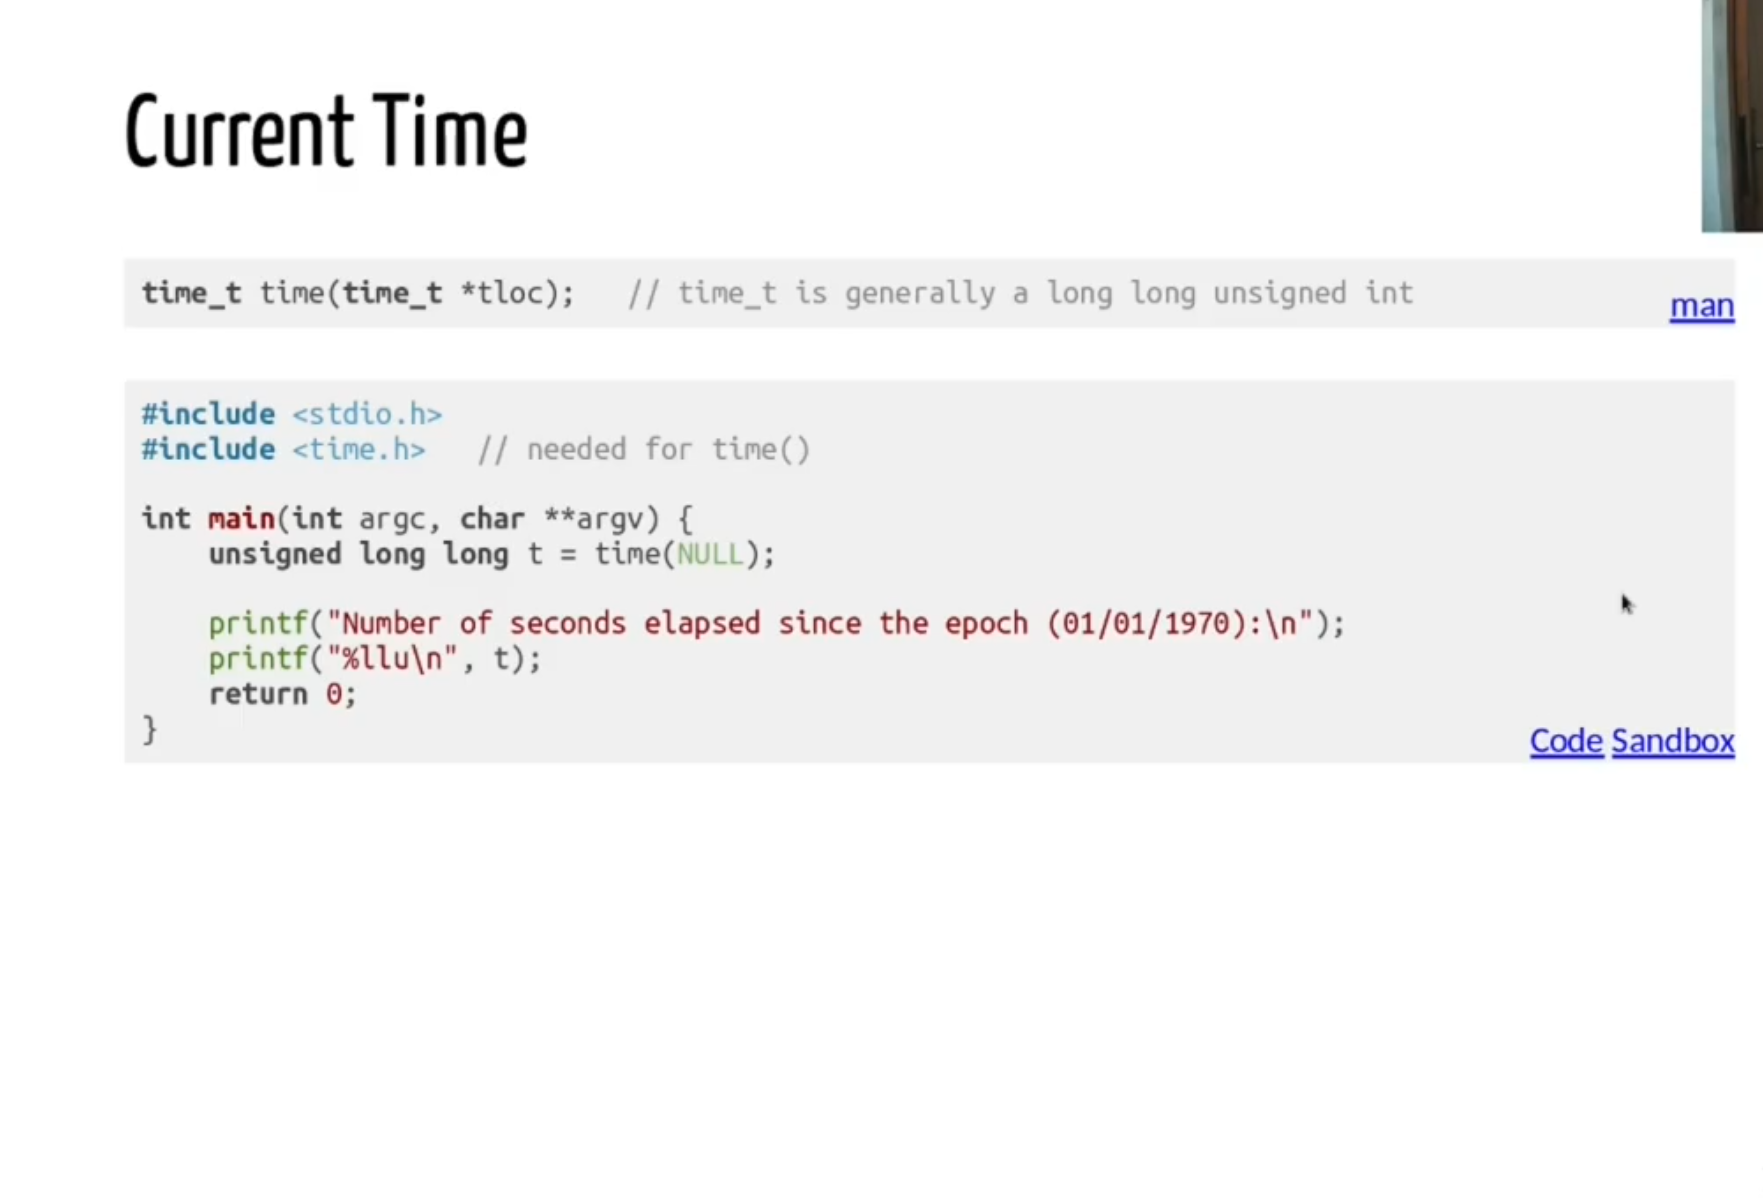 Current Time
time_t time(time_t *tloc);   // time_t is generally a long long unsigned int
man
#include <stdio.h>
#include <time.h>   // needed for time()
int main(int argc, char **argv) {
    unsigned long long t = time(NULL);
    printf("Number of seconds elapsed since the epoch (01/01/1970):\n");
    printf("%llu\n", t);
    return 0;
}
Code Sandbox